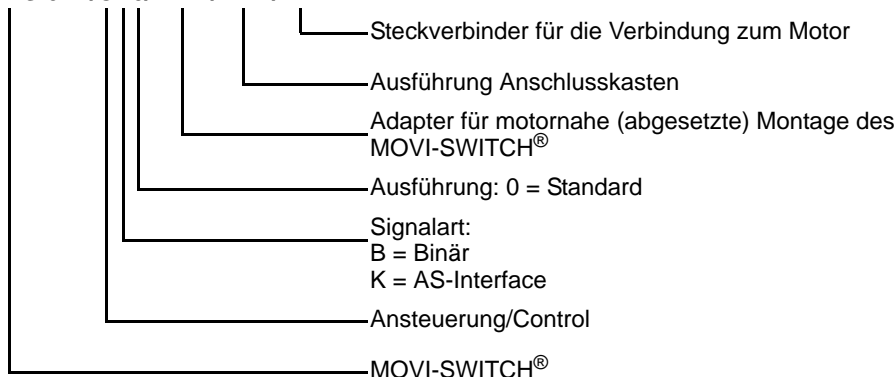 Steckverbinder für die Verbindung zum Motor
Ausführung Anschlusskasten
Adapter für motornahe (abgesetzte) Montage des
MOVI-SWITCH®
Ausführung: 0 = Standard
Signalart:
B = Binär
K = AS-Interface
Ansteuerung/Control
MOVI-SWITCH®